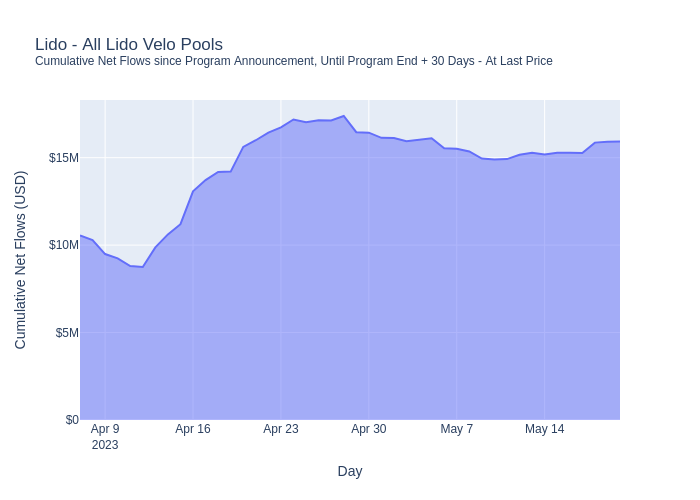 Lido - All Lido Velo Pools
Cumulative Net Flows since Program Announcement, Until Program End + 30 Days - At Last Price
Cumulative Net Flows (USD)
$15M
$10M
$5M
$0
Apr 9
2023
Apr 16
Apr 23
Apr 30
May 7
May 14
Day